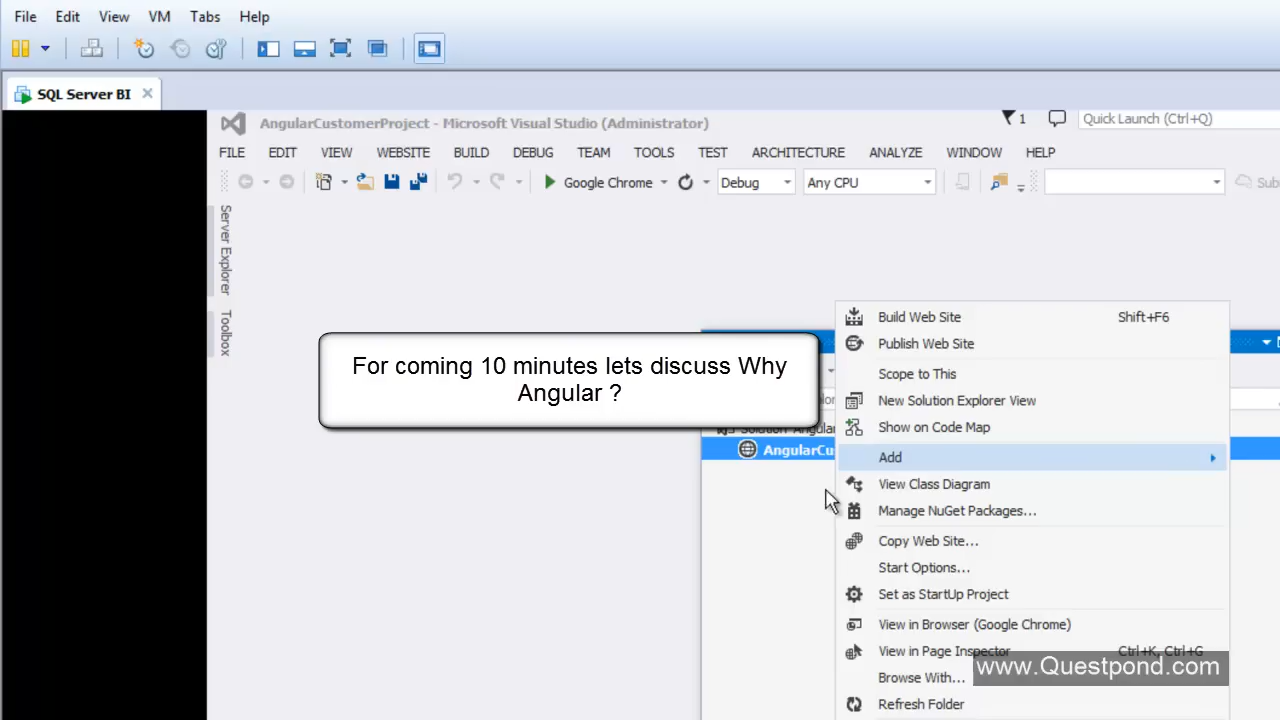 File Edit View VM Tabs Help
SQL Server BI
AngularCustomerProject - Microsoft Visual Studio (Administrator)
1
Quick Launch (Ctrl+Q)
FILE EDIT VIEW WEBSITE BUILD DEBUG TEAM TOOLS TEST ARCHITECTURE ANALYZE WINDOW HELP
Google Chrome Debug Any CPU
Server Explorer
Toolbox
For coming 10 minutes lets discuss Why
Angular ?
Build Web Site Shift+F6
Publish Web Site
Scope to This
New Solution Explorer View
Show on Code Map
AngularCu
Add
View Class Diagram
Manage NuGet Packages...
Copy Web Site...
Start Options...
Set as StartUp Project
View in Browser (Google Chrome)
View in Page Inspector Ctrl+K, Ctrl+G
www.Questpond.com
Browse With...
Refresh Folder